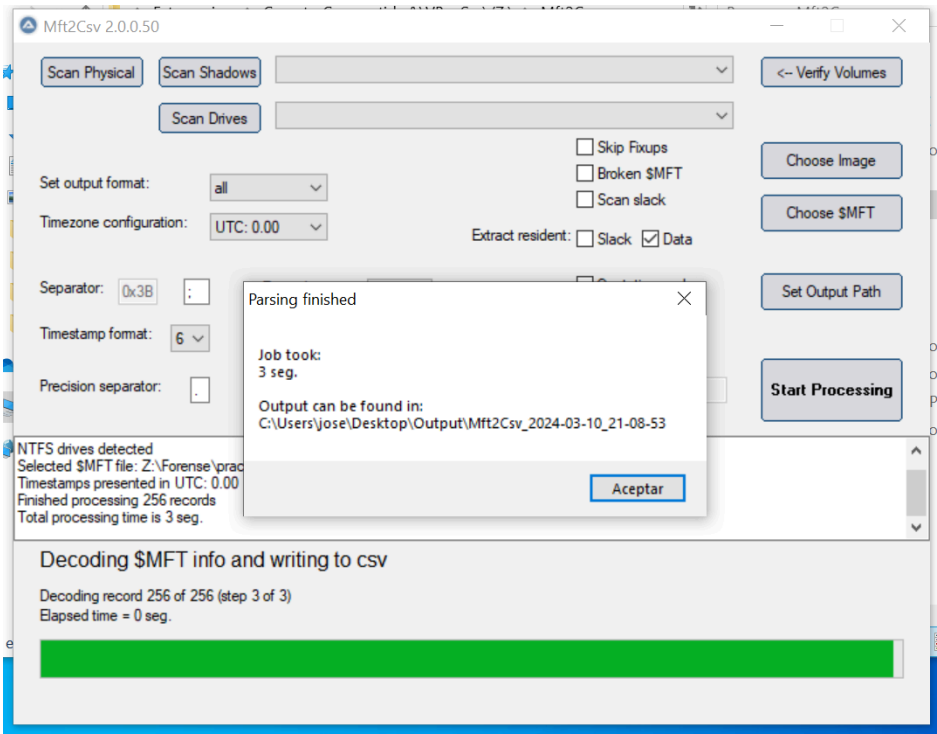 Mft2Csv 2.0.0.50
Scan Physical
Scan Shadows
<-- Verify Volumes
Scan Drives
Skip Fixups
Broken $MFT
Scan slack
Choose Image
Set output format:
all
Choose $MFT
Timezone configuration:
UTC: 0.00
Extract resident:
Slack
Data
Separator:
0x3B
;
Set Output Path
Timestamp format:
6
Precision separator:
.
Start Processing
Parsing finished
Job took:
3 seg.
Output can be found in:
C:\Users\jose\Desktop\Output\Mft2Csv_2024-03-10_21-08-53
Aceptar
NTFS drives detected
Selected $MFT file: Z:\Forense\prac
Timestamps presented in UTC: 0.00
Finished processing 256 records
Total processing time is 3 seg.
Decoding $MFT info and writing to csv
Decoding record 256 of 256 (step 3 of 3)
Elapsed time = 0 seg.